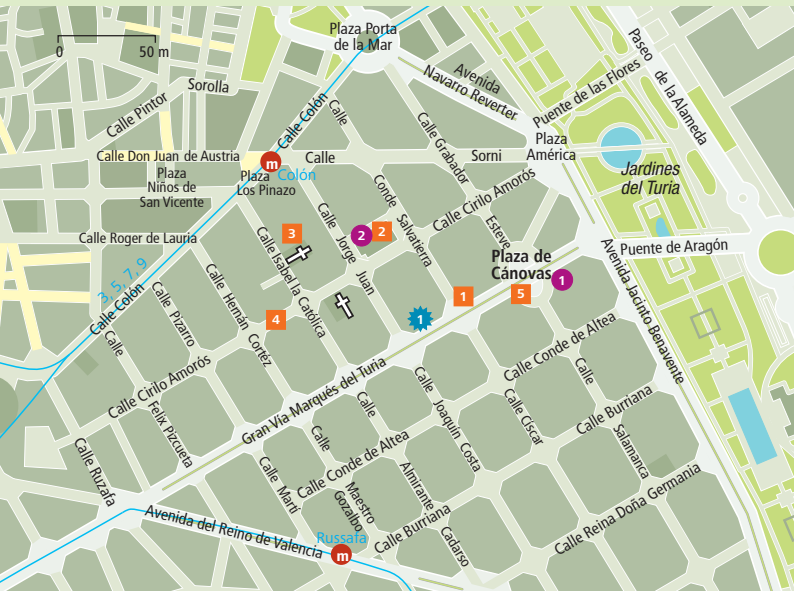 Plaza Porta
de la Mar
0
50 m
Avenida
Navarro Reverter
Paseo de la Alameda
Puente de las Flores
Calle Pintor Sorolla
Calle Colón
Calle
Calle Grabador
Plaza
América
Calle Don Juan de Austria
m
Colón
Calle Sorni
Jardines
del Turia
Plaza
Niños de
San Vicente
Plaza
Los Pinazo
Conde Salvatierra
Calle Cirilo Amorós
Esteve
Calle Roger de Lauria
3
Calle Jorge Juan
2
2
Puente de Aragón
Calle Isabel la Católica
Plaza de
Cánovas
1
3, 5, 7, 9
Calle Colón
1
5
Avenida Jacinto Benavente
Calle Pizarro
Calle Hernán Cortéz
4
1
Calle Conde de Altea
Calle
Calle Cirilo Amorós
Felix Pizcueta
Gran Vía Marqués del Turia
Calle Joaquín Costa
Calle Císcar
Calle
Salamanca
Calle Burriana
Calle Ruzafa
Calle
Calle
Calle Conde de Altea
Calle Martí
Maestro
Gozalbo
Almirante
Cadarso
Calle Burriana
Calle Reina Doña Germania
Avenida del Reino de Valencia
Russafa
m